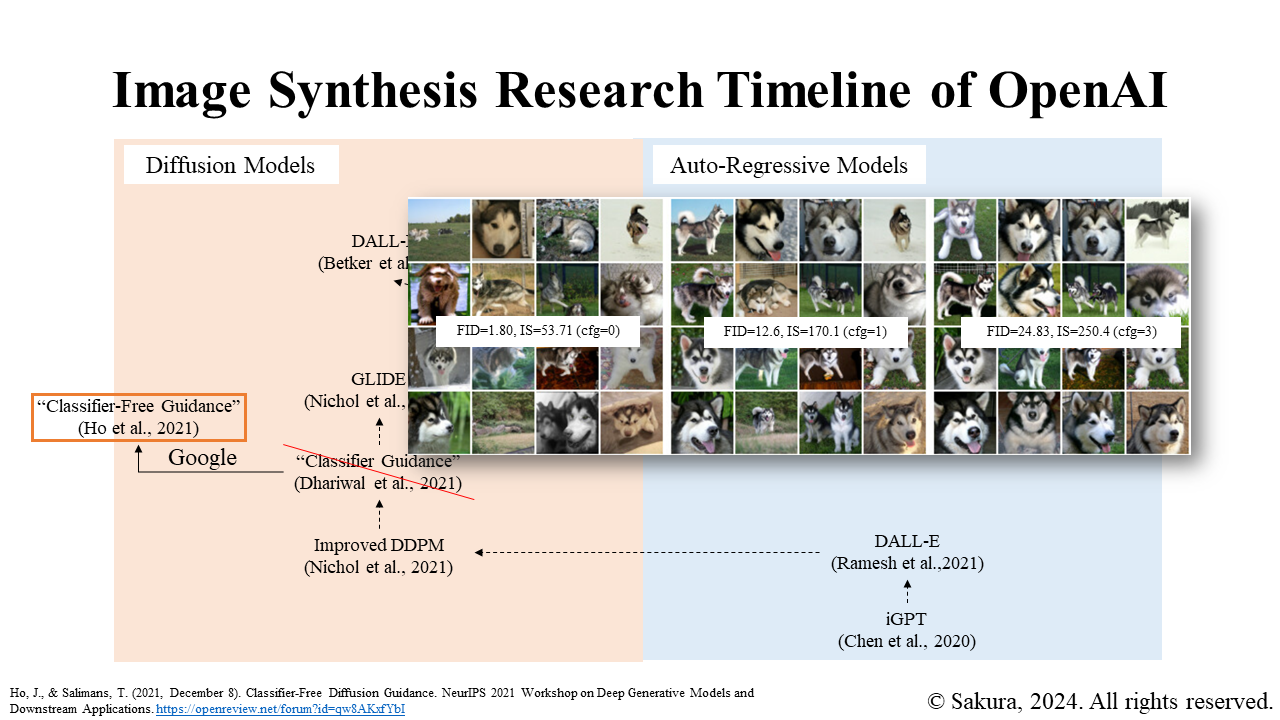 Image Synthesis Research Timeline of OpenAI
Diffusion Models
Auto-Regressive Models
DALL-
(Betker et al
FID=1.80, IS=53.71 (cfg=0)
FID=12.6, IS=170.1 (cfg=1)
FID=24.83, IS=250.4 (cfg=3)
GLIDE
(Nichol et al.,
“Classifier-Free Guidance”
(Ho et al., 2021)
Google
“Classifier Guidance”
(Dhariwal et al., 2021)
Improved DDPM
(Nichol et al., 2021)
DALL-E
(Ramesh et al.,2021)
iGPT
(Chen et al., 2020)
Ho, J., & Salimans, T. (2021, December 8). Classifier-Free Diffusion Guidance. NeurIPS 2021 Workshop on Deep Generative Models and
Downstream Applications. https://openreview.net/forum?id=qw8AKxfYbI
© Sakura, 2024. All rights reserved.